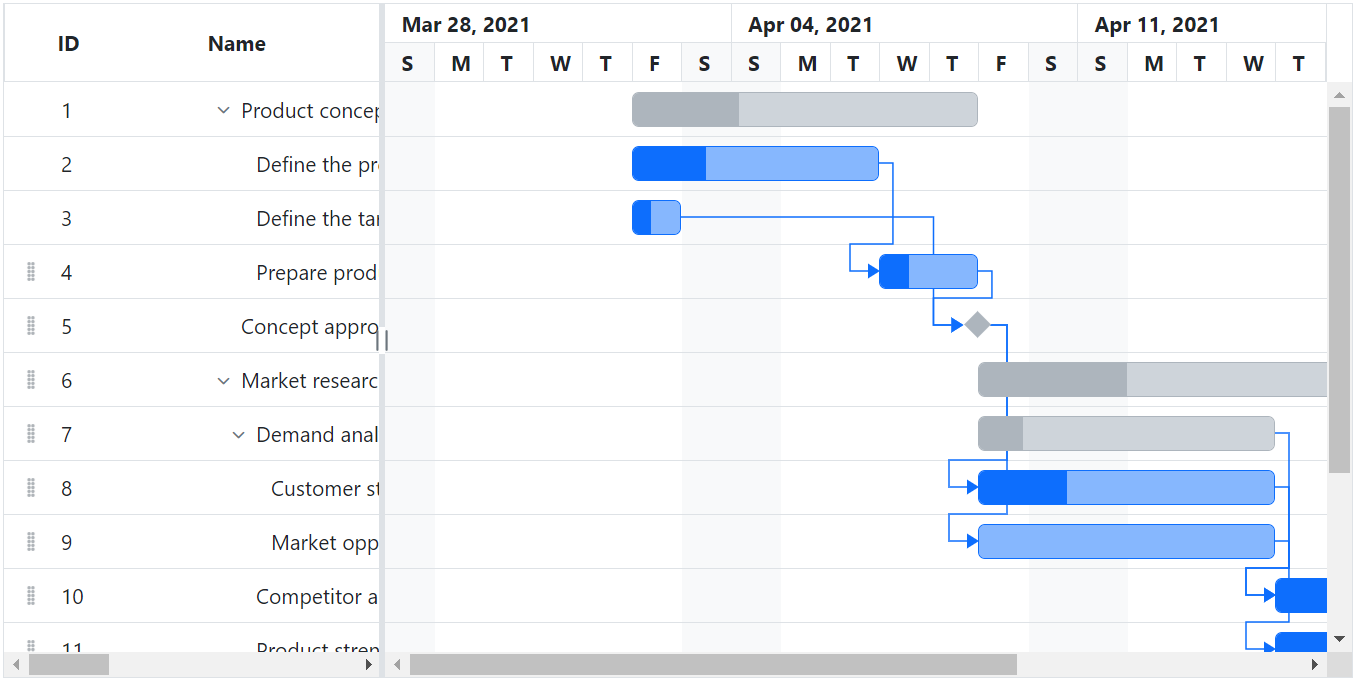 ID Name Mar 28, 2021 Apr 04, 2021 Apr 11, 2021
S M T W T F S S M T W T F S S M T W T
1 Product concep
2 Define the pr
3 Define the tar
4 Prepare prod
5 Concept appro
6 Market researc
7 Demand anal
8 Customer st
9 Market opp
10 Competitor a
11 Product stren